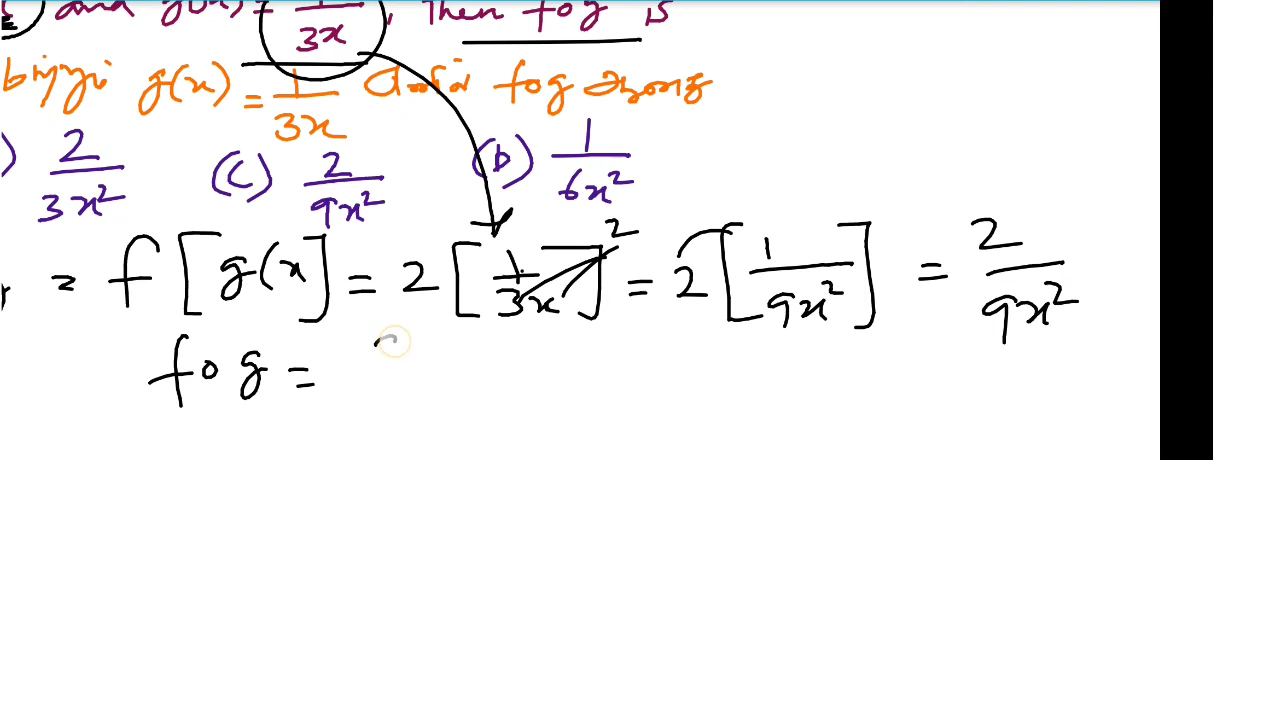 and g(x) = 1/3x, Then fog is
g(x) = 1/3x fog
) 2/3x² (C) 2/9x² (D) 1/6x²
= f[g(x] = 2[1/3x]² = 2[1/9x²] = 2/9x²
fog =